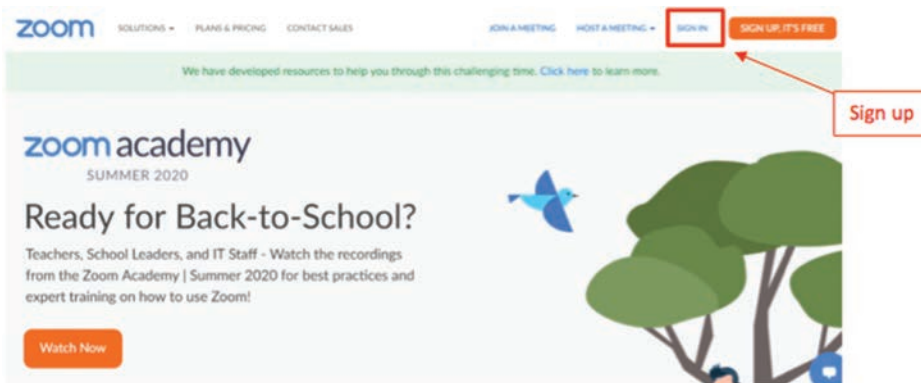 zoom SOLUTIONS PLANS & PRICING CONTACT SALES JOIN A MEETING HOST A MEETING SIGN IN SIGN UP, IT'S FREE
We have developed resources to help you through this challenging time. Click here to learn more.
Sign up
zoom academy
SUMMER 2020
Ready for Back-to-School?
Teachers, School Leaders, and IT Staff - Watch the recordings
from the Zoom Academy | Summer 2020 for best practices and
expert training on how to use Zoom!
Watch Now